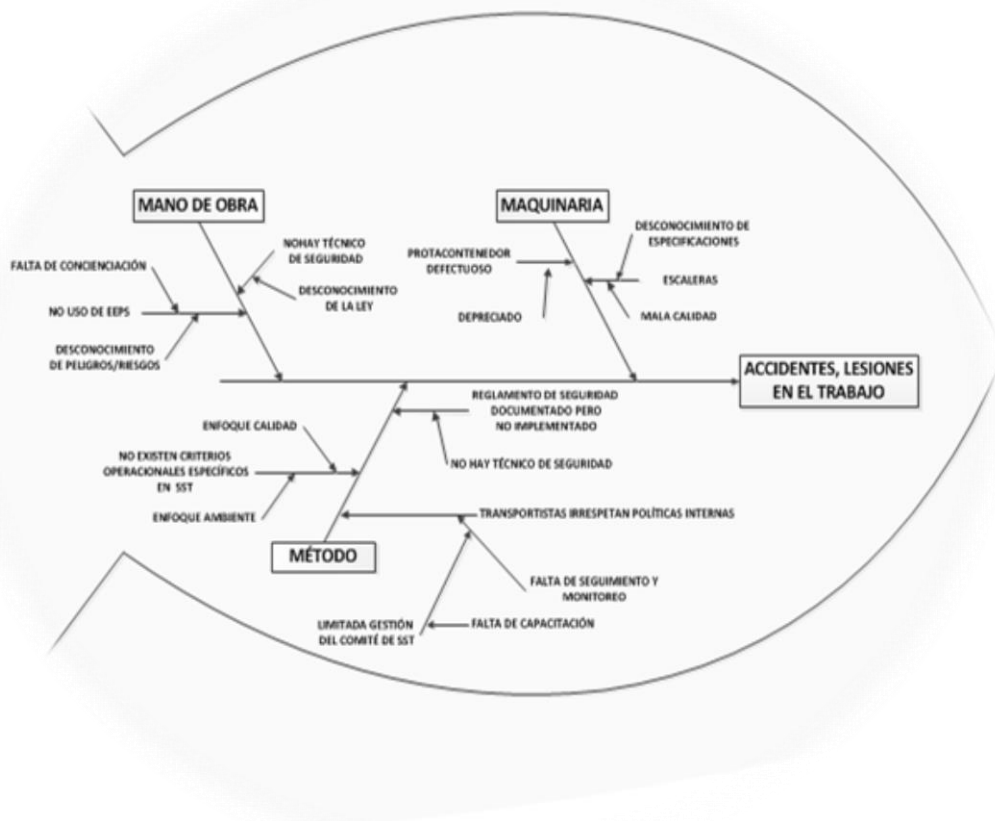 MANO DE OBRA
MAQUINARIA
NOHAY TÉCNICO
DE SEGURIDAD
FALTA DE CONCIENCIACIÓN
DESCONOCIMIENTO
DE LA LEY
NO USO DE EEPS
DESCONOCIMIENTO
DE PELIGROS/RIESGOS
DESCONOCIMIENTO DE
ESPECIFICACIONES
PROTACONTENEDOR
DEFECTUOSO
ESCALERAS
DEPRECIADO
MALA CALIDAD
ACCIDENTES, LESIONES
EN EL TRABAJO
REGLAMENTO DE SEGURIDAD
DOCUMENTADO PERO
NO IMPLEMENTADO
ENFOQUE CALIDAD
NO EXISTEN CRITERIOS
OPERACIONALES ESPECÍFICOS
EN SST
NO HAY TÉCNICO DE SEGURIDAD
ENFOQUE AMBIENTE
TRANSPORTISTAS IRRESPETAN POLÍTICAS INTERNAS
MÉTODO
FALTA DE SEGUIMIENTO Y
MONITOREO
LIMITADA GESTIÓN
DEL COMITÉ DE SST
FALTA DE CAPACITACIÓN